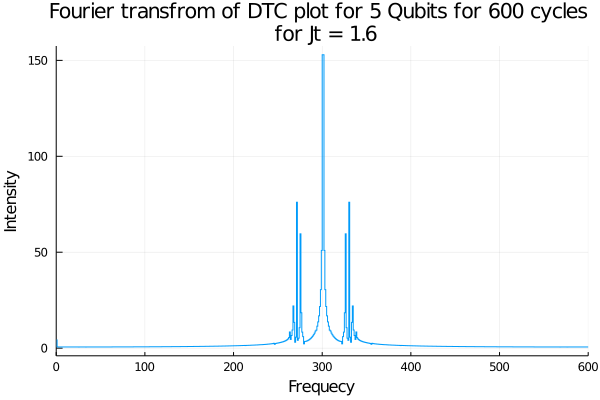 Fourier transfrom of DTC plot for 5 Qubits for 600 cycles
for Jt = 1.6
150
100
50
0
Intensity
0 100 200 300 400 500 600
Frequecy